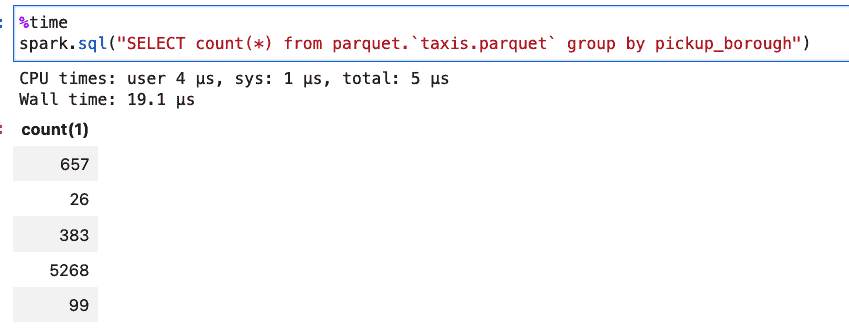 %time
spark.sql("SELECT count(*) from parquet.`taxis.parquet` group by pickup_borough")
CPU times: user 4 µs, sys: 1 µs, total: 5 µs
Wall time: 19.1 µs
count(1)
657
26
383
5268
99